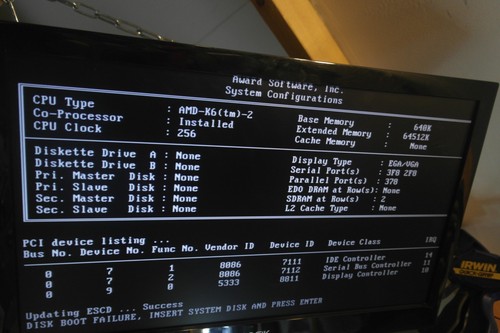 Award Software, Inc.
System Configurations
CPU Type : AMD-K6(tm)-2
Co-Processor : Installed
CPU Clock : 256
Base Memory : 640K
Extended Memory : 64512K
Cache Memory : None
Diskette Drive A : None
Diskette Drive B : None
Pri. Master Disk : None
Pri. Slave Disk : None
Sec. Master Disk : None
Sec. Slave Disk : None
Display Type : EGA/VGA
Serial Port(s) : 3F8 2F8
Parallel Port(s) : 378
EDO DRAM at Row(s) : None
SDRAM at Row(s) : 2
L2 Cache Type : None
PCI device listing ...
Bus No. Device No. Func No. Vendor ID Device ID Device Class IRQ
0 7 1 8086 7111 IDE Controller 14
0 7 2 8086 7112 Serial Bus Controller 11
0 9 0 5333 8811 Display Controller 10
Updating ESCD ... Success
DISK BOOT FAILURE, INSERT SYSTEM DISK AND PRESS ENTER
IRWIN